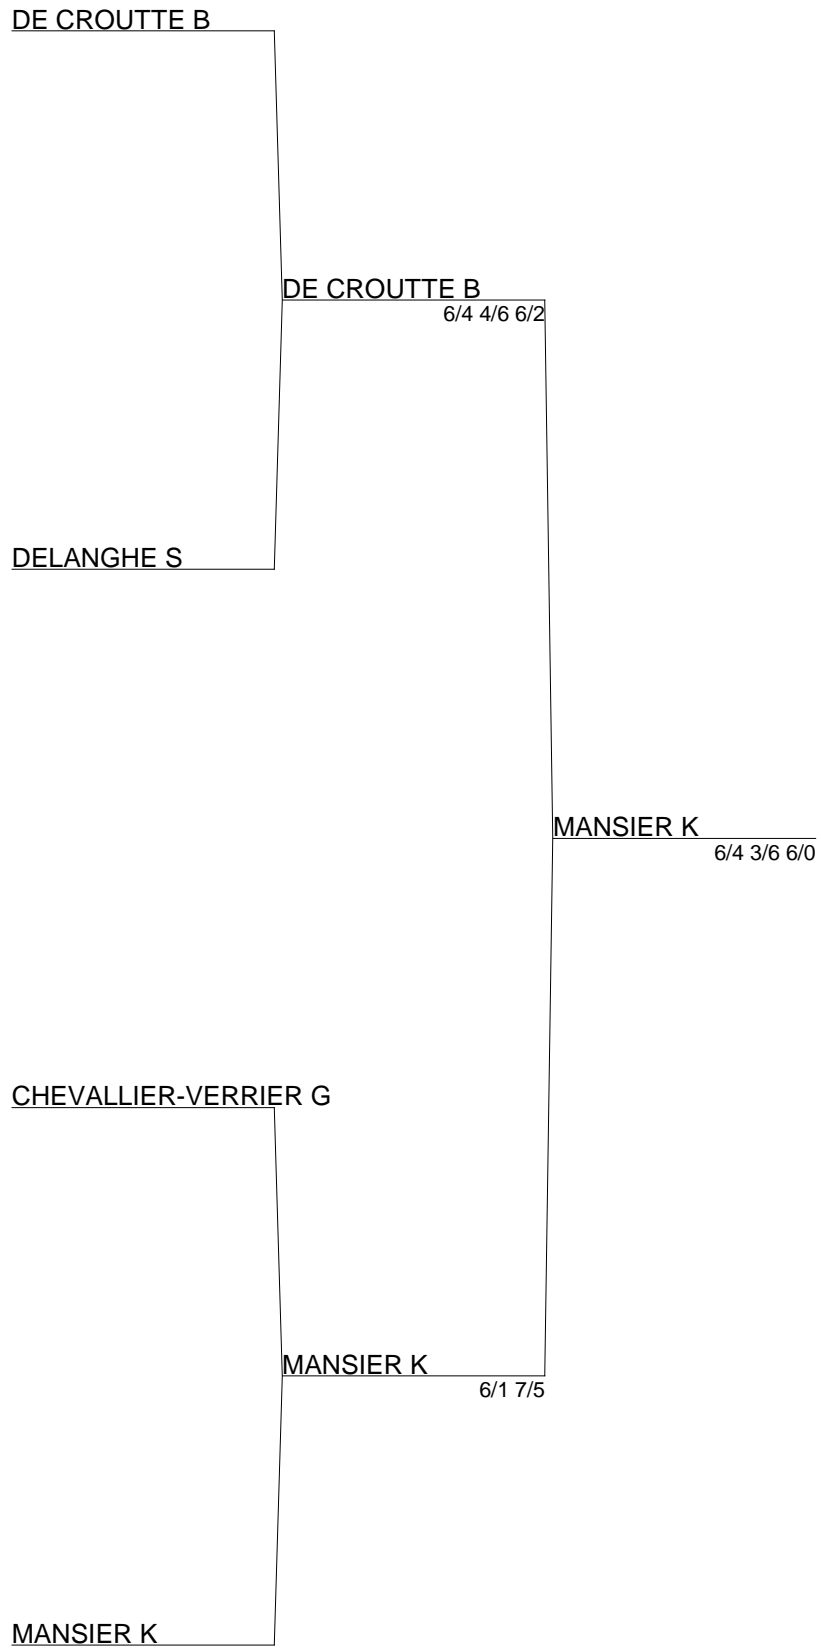 DE CROUTTE B
DE CROUTTE B
6/4 4/6 6/2
DELANGHE S
MANSIER K
6/4 3/6 6/0
CHEVALLIER-VERRIER G
MANSIER K
6/1 7/5
MANSIER K